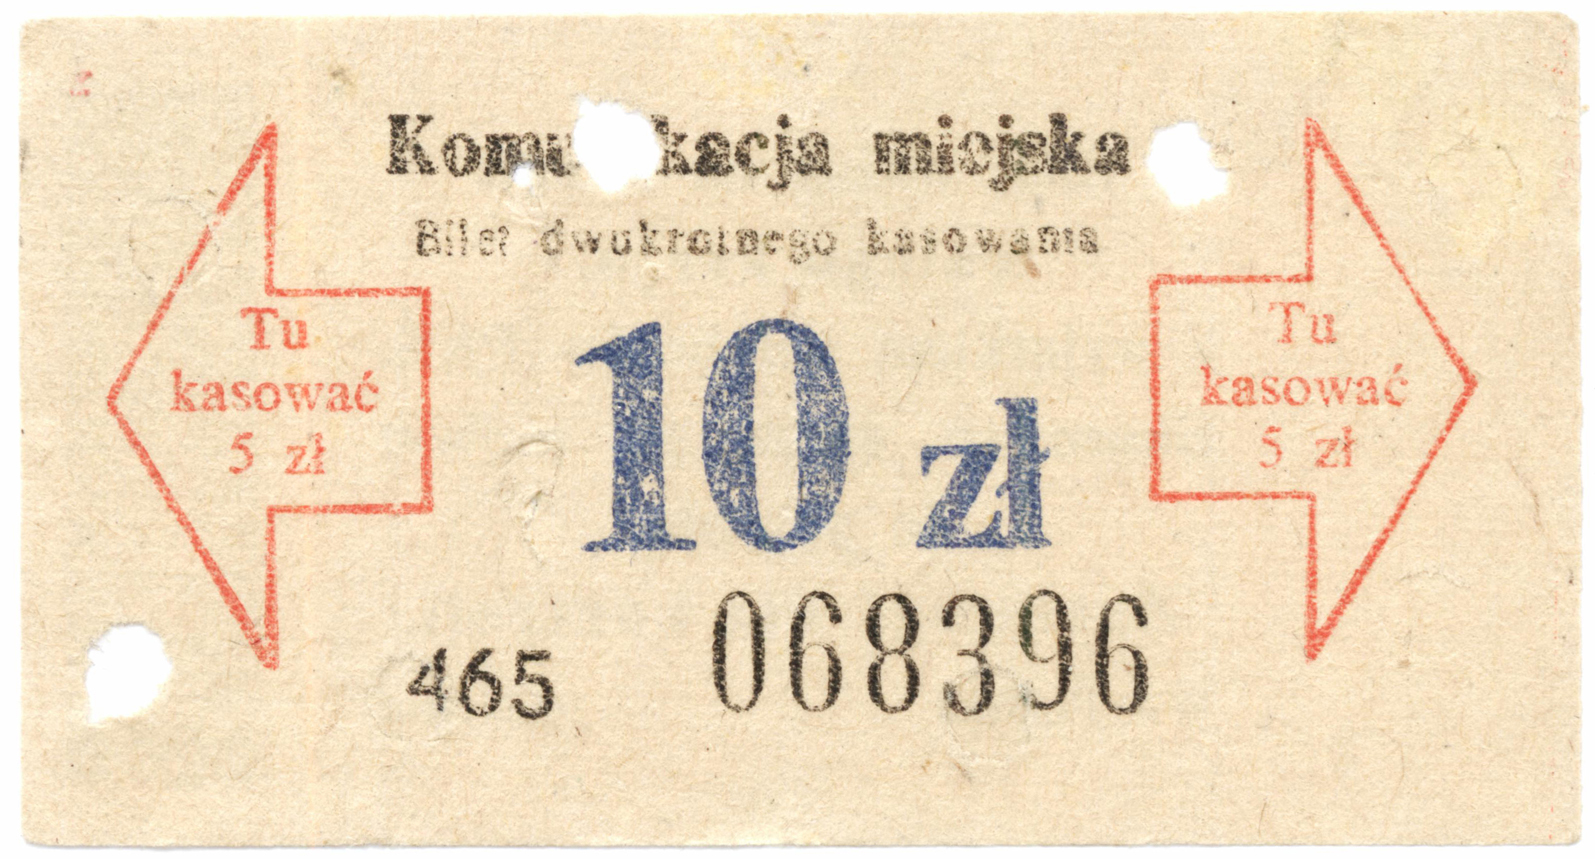 Komu kacja miejska
Bilet dwukrotnego kasowania
Tu
kasować
5 zł
10 zł
Tu
kasować
5 zł
465 068396